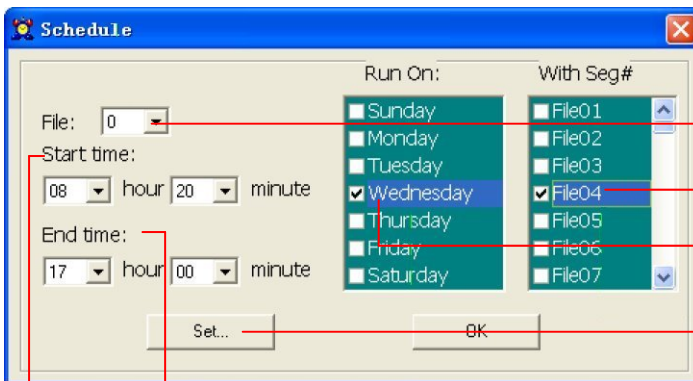 Schedule
Run On:
With Seg#
File: 0
Start time:
08 hour 20 minute
End time:
17 hour 00 minute
Sunday
Monday
Tuesday
Wednesday
Thursday
Friday
Saturday
File01
File02
File03
File04
File05
File06
File07
Set...
OK